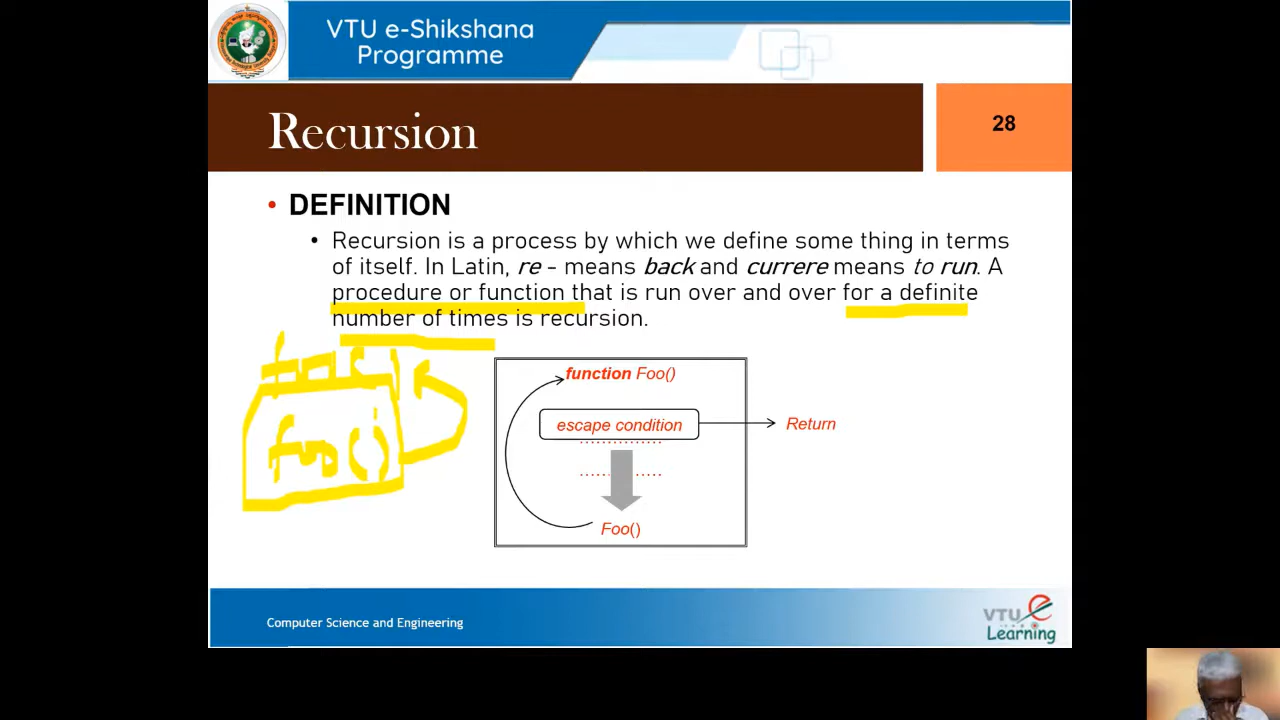 VTU e-Shikshana
Programme
Recursion
28
• DEFINITION
• Recursion is a process by which we define some thing in terms
of itself. In Latin, re - means back and currere means to run. A
procedure or function that is run over and over for a definite
number of times is recursion.
function Foo()
escape condition
Return
Foo()
Computer Science and Engineering
VTU e
Learning